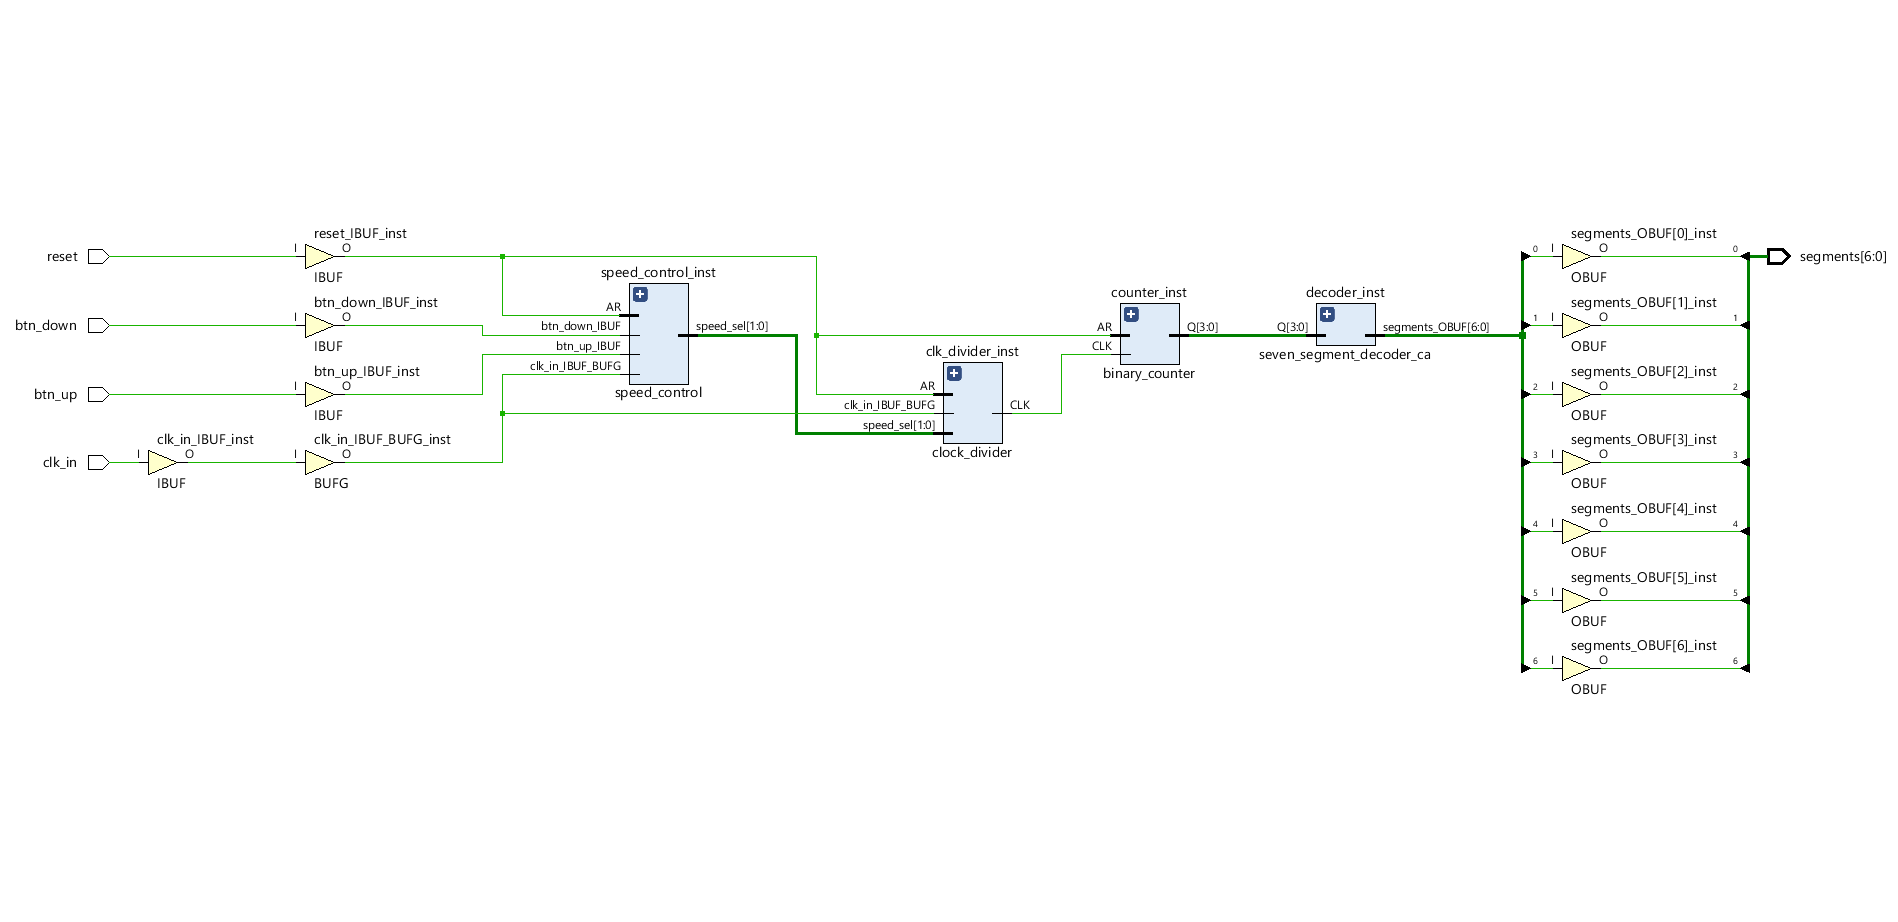 reset
I
reset_IBUF_inst
O
IBUF
btn_down
I
btn_down_IBUF_inst
O
IBUF
btn_up
I
btn_up_IBUF_inst
O
IBUF
clk_in
I
clk_in_IBUF_inst
O
IBUF
I
clk_in_IBUF_BUFG_inst
O
BUFG
speed_control_inst
AR
btn_down_IBUF
btn_up_IBUF
clk_in_IBUF_BUFG
speed_sel[1:0]
speed_control
clk_divider_inst
AR
clk_in_IBUF_BUFG
speed_sel[1:0]
CLK
clock_divider
counter_inst
AR
CLK
Q[3:0]
binary_counter
decoder_inst
Q[3:0]
segments_OBUF[6:0]
seven_segment_decoder_ca
segments_OBUF[0]_inst
0
I
O
0
OBUF
segments_OBUF[1]_inst
1
I
O
1
OBUF
segments_OBUF[2]_inst
2
I
O
2
OBUF
segments_OBUF[3]_inst
3
I
O
3
OBUF
segments_OBUF[4]_inst
4
I
O
4
OBUF
segments_OBUF[5]_inst
5
I
O
5
OBUF
segments_OBUF[6]_inst
6
I
O
6
OBUF
segments[6:0]